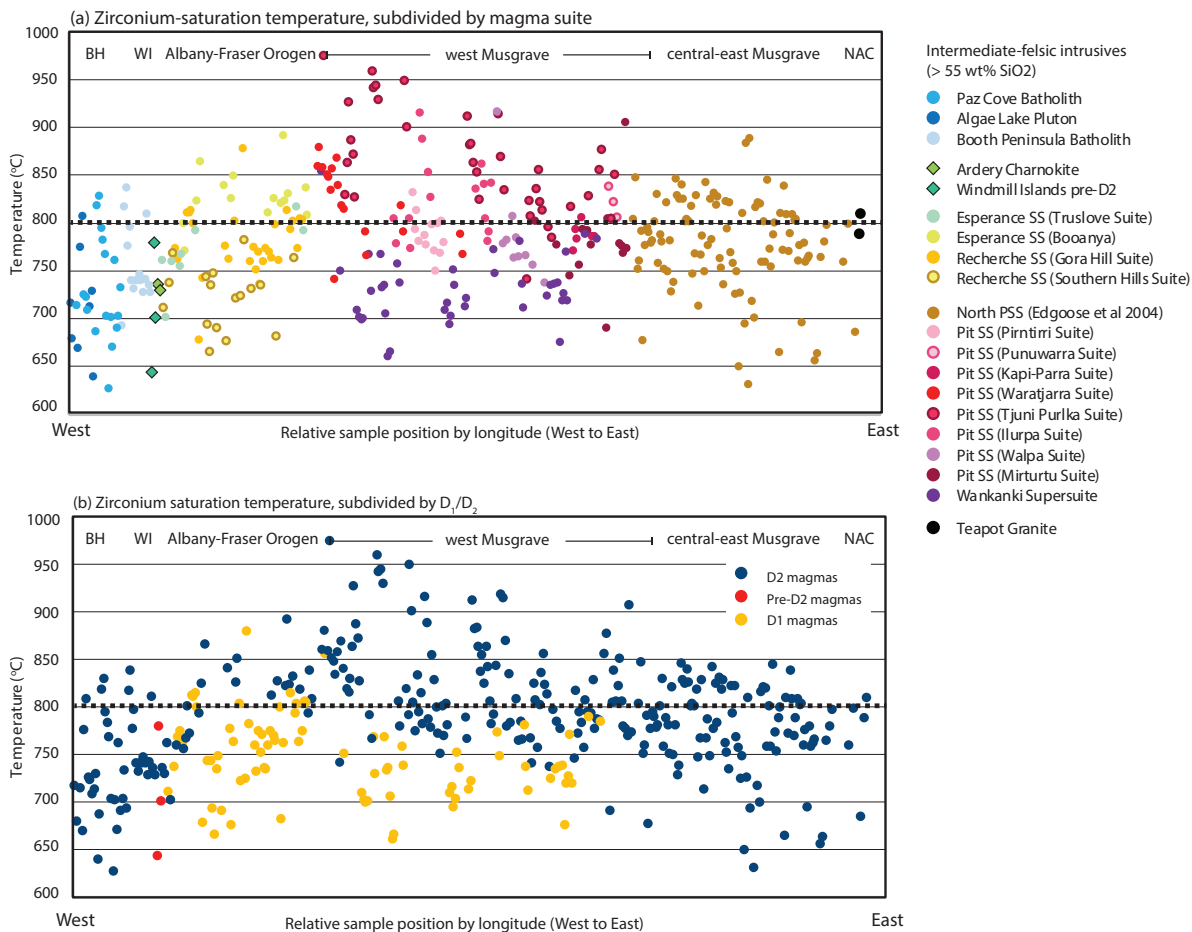 (a) Zirconium-saturation temperature, subdivided by magma suite
1000
950
900
850
800
750
700
650
600
Temperature (°C)
BH WI Albany-Fraser Orogen west Musgrave central-east Musgrave NAC
West East
Relative sample position by longitude (West to East)
Intermediate-felsic intrusives
(> 55 wt% SiO2)
Paz Cove Batholith
Algae Lake Pluton
Booth Peninsula Batholith
Ardery Charnokite
Windmill Islands pre-D2
Esperance SS (Truslove Suite)
Esperance SS (Booanya)
Recherche SS (Gora Hill Suite)
Recherche SS (Southern Hills Suite)
North PSS (Edgoose et al 2004)
Pit SS (Pirntirri Suite)
Pit SS (Punuwarra Suite)
Pit SS (Kapi-Parra Suite)
Pit SS (Waratjarra Suite)
Pit SS (Tjuni Purlka Suite)
Pit SS (Ilurpa Suite)
Pit SS (Walpa Suite)
Pit SS (Mirturtu Suite)
Wankanki Supersuite
Teapot Granite
(b) Zirconium saturation temperature, subdivided by D₁/D₂
1000
950
900
850
800
750
700
650
600
Temperature (°C)
BH WI Albany-Fraser Orogen west Musgrave central-east Musgrave NAC
D2 magmas
Pre-D2 magmas
D1 magmas
West East
Relative sample position by longitude (West to East)